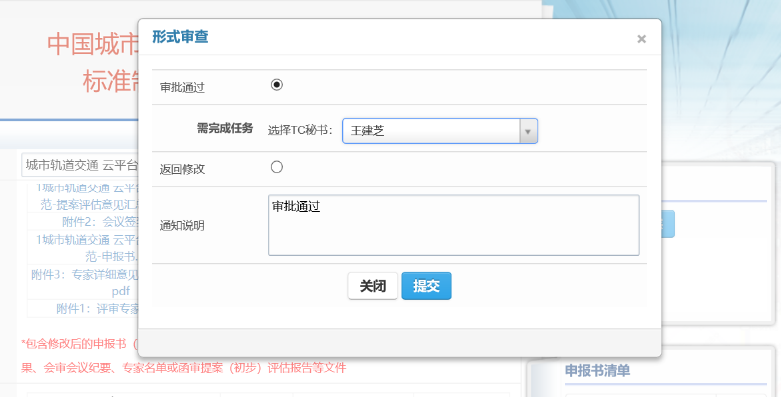 中国城市
标准
形式审查
×
审批通过
需完成任务 选择TC秘书： 王建芝
返回修改
通知说明 审批通过
关闭 提交
城市轨道交通 云平台
1城市轨道交通 云平台
范-提案评估意见汇
附件2：会议签
1城市轨道交通 云平台
范-申报书.
附件3：专家详细意见
pdf
附件1：评审专家
*包含修改后的申报书（
果、会审会议纪要、专家名单或函审提案（初步）评估报告等文件
申报书清单